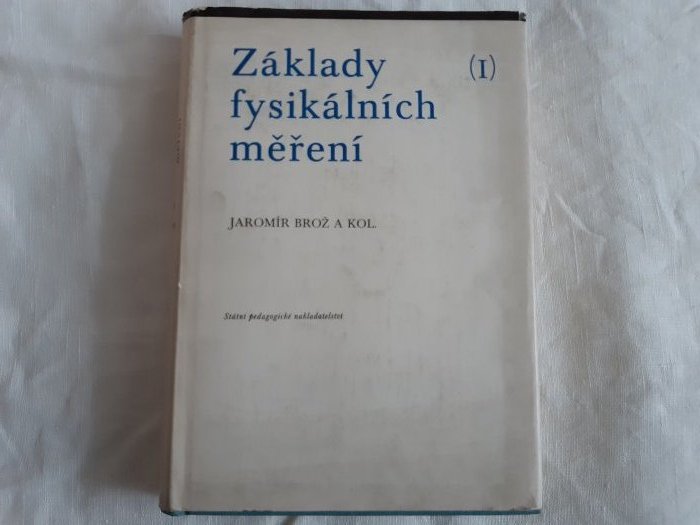 Základy (I)
fysikálních
měření
JAROMÍR BROŽ A KOL.
Státní pedagogické nakladatelství